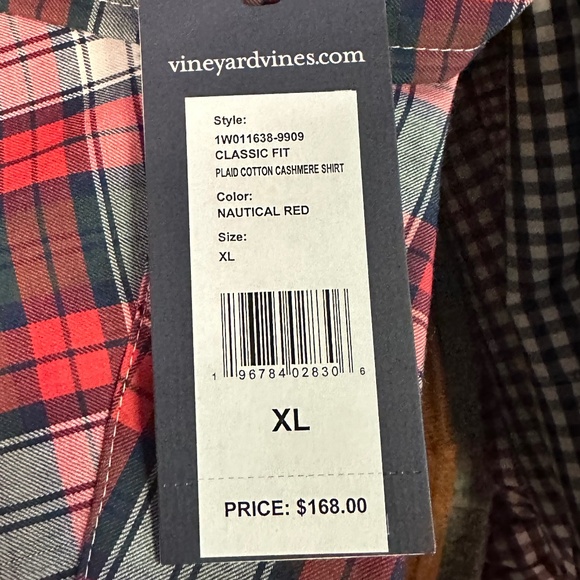 vineyardvines.com
Style:
1W011638-9909
CLASSIC FIT
PLAID COTTON CASHMERE SHIRT
Color:
NAUTICAL RED
Size:
XL
1 96784 02830 6
XL
PRICE: $168.00